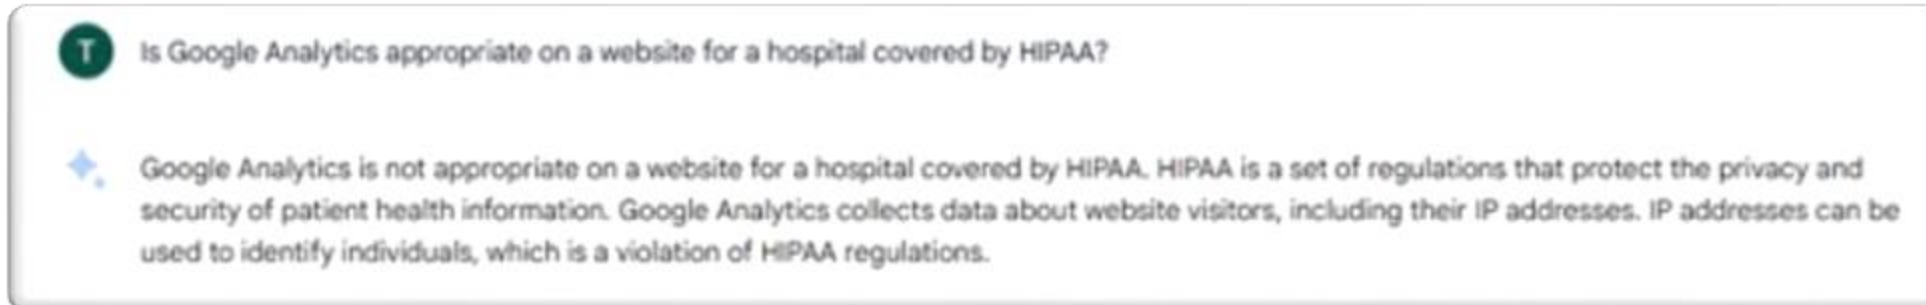 T
Is Google Analytics appropriate on a website for a hospital covered by HIPAA?
Google Analytics is not appropriate on a website for a hospital covered by HIPAA. HIPAA is a set of regulations that protect the privacy and
security of patient health information. Google Analytics collects data about website visitors, including their IP addresses. IP addresses can be
used to identify individuals, which is a violation of HIPAA regulations.